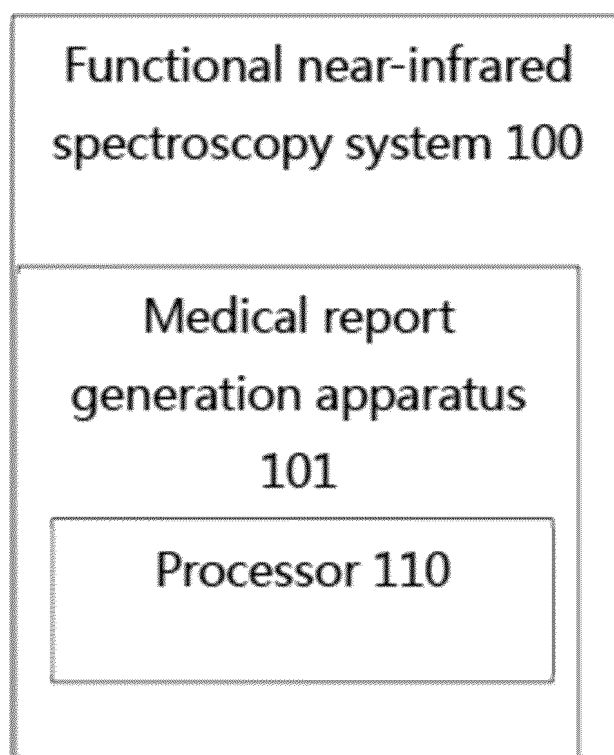 Functional near-infrared
spectroscopy system 100
Medical report
generation apparatus
101
Processor 110